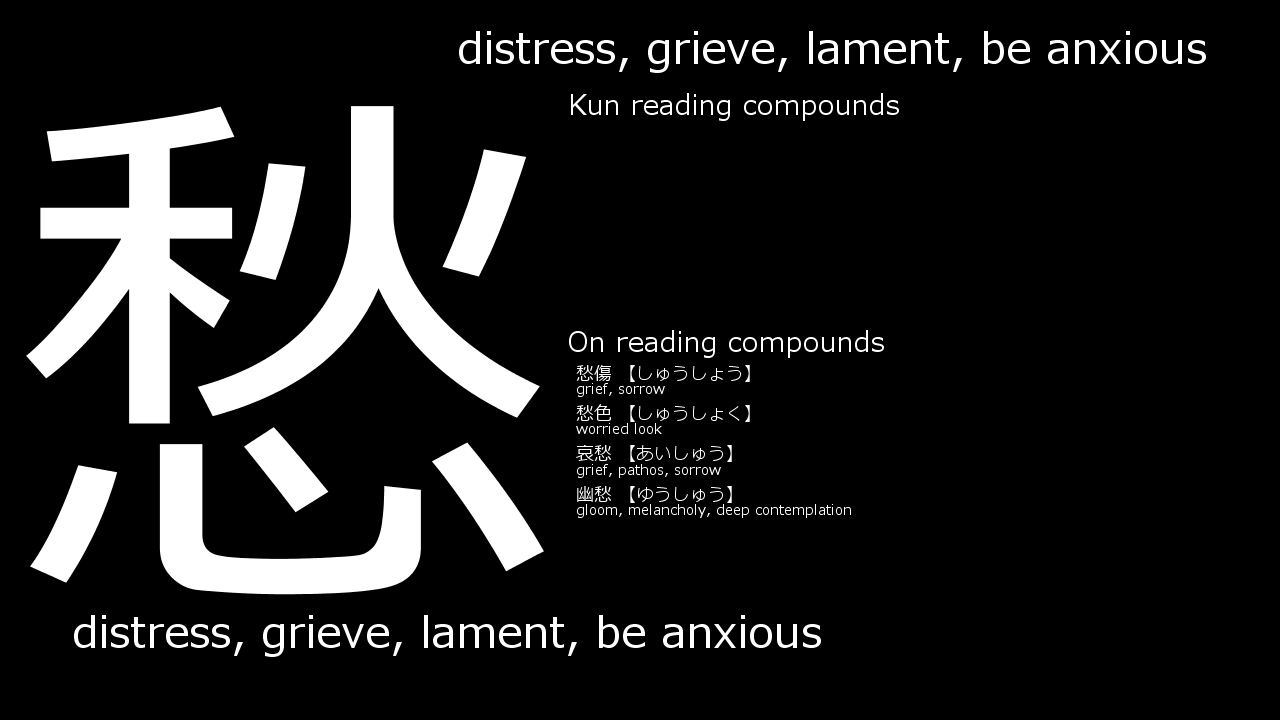 distress, grieve, lament, be anxious
愁
Kun reading compounds
On reading compounds
愁傷 【しゅうしょう】
grief, sorrow
愁色 【しゅうしょく】
worried look
哀愁 【あいしゅう】
grief, pathos, sorrow
幽愁 【ゆうしゅう】
gloom, melancholy, deep contemplation
distress, grieve, lament, be anxious